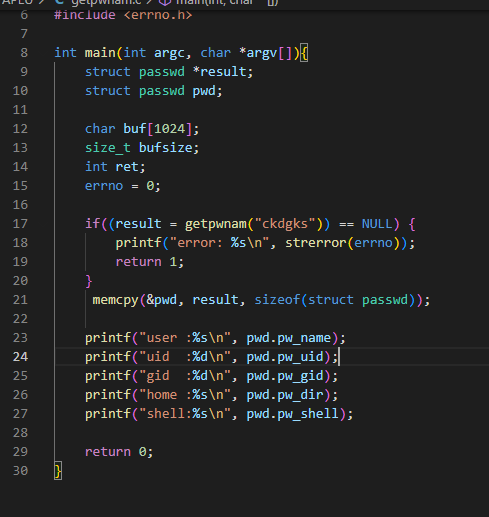 getpwnam.c main(int, char *[])
6 #include <errno.h>
7
8 int main(int argc, char *argv[]){
9     struct passwd *result;
10     struct passwd pwd;
11
12     char buf[1024];
13     size_t bufsize;
14     int ret;
15     errno = 0;
16
17     if((result = getpwnam("ckdgks")) == NULL) {
18         printf("error: %s\n", strerror(errno));
19         return 1;
20     }
21      memcpy(&pwd, result, sizeof(struct passwd));
22
23     printf("user :%s\n", pwd.pw_name);
24     printf("uid  :%d\n", pwd.pw_uid);
25     printf("gid  :%d\n", pwd.pw_gid);
26     printf("home :%s\n", pwd.pw_dir);
27     printf("shell:%s\n", pwd.pw_shell);
28
29     return 0;
30 }